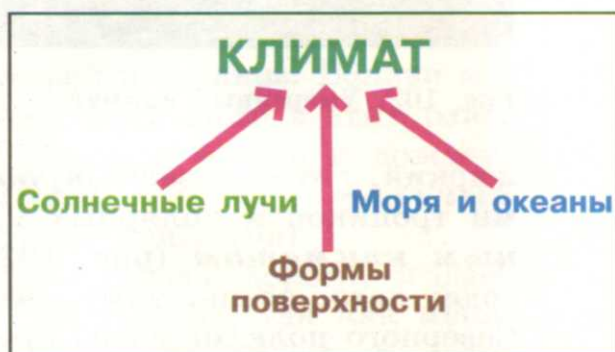 КЛИМАТ
Солнечные лучи
Моря и океаны
Формы
поверхности